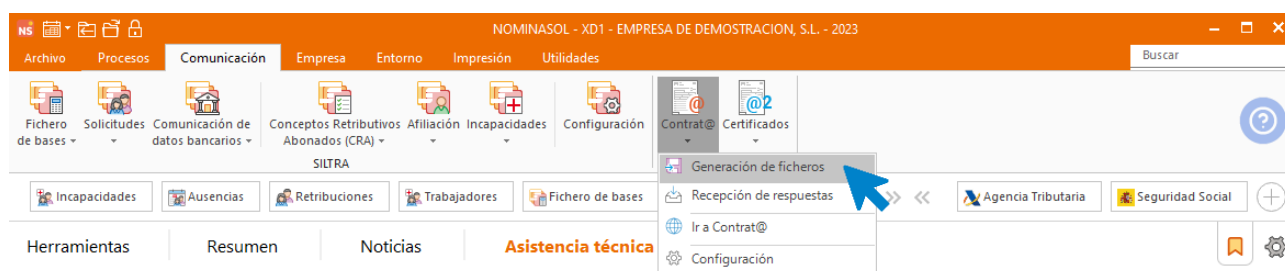 NS
NOMINASOL - XD1 - EMPRESA DE DEMOSTRACION, S.L. - 2023
Archivo Procesos Comunicación Empresa Entorno Impresión Utilidades Buscar
Fichero de bases
Solicitudes
Comunicación de datos bancarios
Conceptos Retributivos Abonados (CRA)
Afiliación
Incapacidades
Configuración
SILTRA
@
Contrat@
@2
Certificados
?
Generación de ficheros
Recepción de respuestas
Ir a Contrat@
Configuración
Incapacidades Ausencias Retribuciones Trabajadores Fichero de bases Agencia Tributaria Seguridad Social
Herramientas Resumen Noticias Asistencia técnica